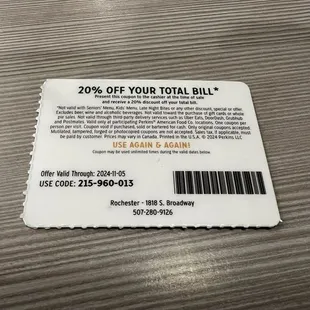 20% OFF YOUR TOTAL BILL*
Present this coupon to the cashier at the time of sale
and receive a 20% discount off your total bill.
*Not valid with Seniors' Menu, Kids' Menu, Late Night Bites or any other discount, special or offer.
Excludes beer, wine and alcoholic beverages. Not valid toward the purchase of gift cards or whole
pie sales. Not valid through third party delivery services such as Uber Eats, DoorDash, Grubhub
and Postmates. Valid only at participating Perkins® American Food Co. locations. One coupon per
person per visit. Coupon void if purchased, sold or bartered for cash. Only original coupons accepted.
Mutilated, tampered, forged or photocopied coupons are not accepted. Sales tax, if applicable, must
be paid by customer. Prices may vary in Canada. Printed in the U.S.A. © 2024 Perkins LLC
USE AGAIN & AGAIN!
Coupon may be used unlimited times during the valid dates below.
Offer Valid Through: 2024-11-05
USE CODE: 215-960-013
Rochester - 1818 S. Broadway
507-280-9126